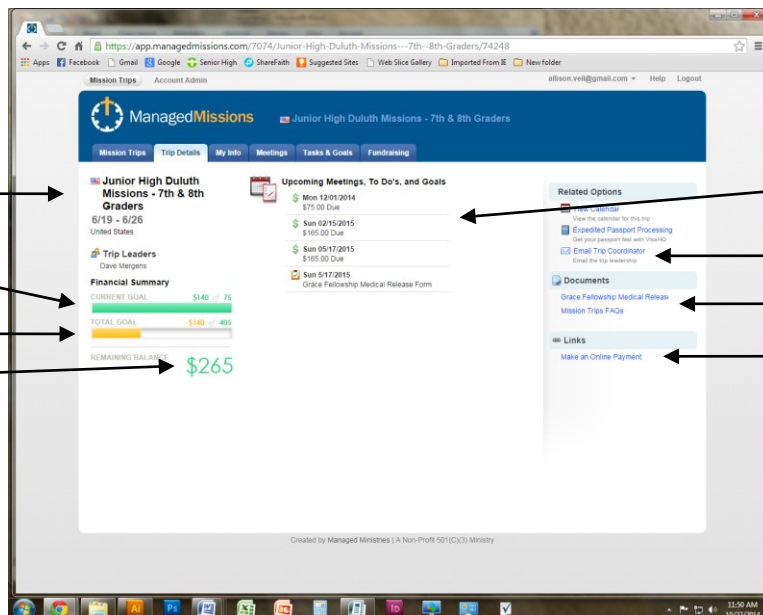 https://app.managedmissions.com/7074/Junior-High-Duluth-Missions---7th--8th-Graders/74248
Apps Facebook Gmail Google Senior High ShareFaith Suggested Sites Web Slice Gallery Imported From IE New folder
Mission Trips Account Admin allison.veil@gmail.com Help Logout
ManagedMissions Junior High Duluth Missions - 7th & 8th Graders
Mission Trips Trip Details My Info Meetings Tasks & Goals Fundraising
Junior High Duluth
Missions - 7th & 8th
Graders
6/19 - 6/26
United States
Trip Leaders
Dave Mergens
Financial Summary
CURRENT GOAL $140 of 75
TOTAL GOAL $140 of 405
REMAINING BALANCE
$265
Upcoming Meetings, To Do's, and Goals
Mon 12/01/2014
$75.00 Due
Sun 02/15/2015
$165.00 Due
Sun 05/17/2015
$165.00 Due
Sun 5/17/2015
Grace Fellowship Medical Release Form
Related Options
View Calendar
View the calendar for this trip
Expedited Passport Processing
Get your passport fast with VisaHQ
Email Trip Coordinator
Email the trip leadership
Documents
Grace Fellowship Medical Release
Mission Trips FAQs
Links
Make an Online Payment
Created by Managed Ministries | A Non-Profit 501(C)(3) Ministry
Ai Ps Id
11:50 AM